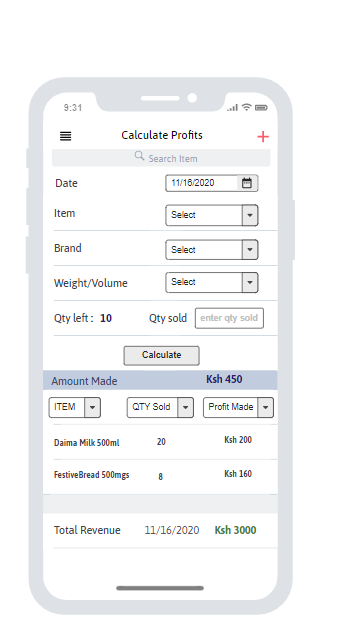 9:31
Calculate Profits +
Search Item
Date 11/16/2020
Item Select
Brand Select
Weight/Volume Select
Qty left : 10 Qty sold enter qty sold
Calculate
Amount Made Ksh 450
ITEM QTY Sold Profit Made
Daima Milk 500ml 20 Ksh 200
FestiveBread 500mgs 8 Ksh 160
Total Revenue 11/16/2020 Ksh 3000